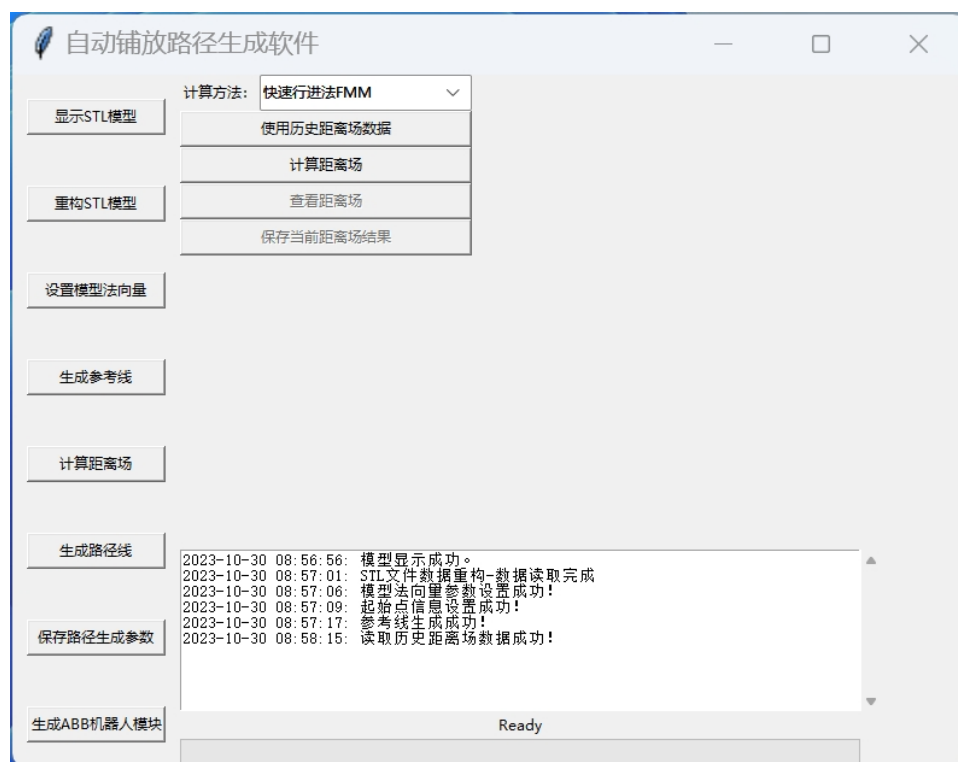 自动铺放路径生成软件
显示STL模型
重构STL模型
设置模型法向量
生成参考线
计算距离场
生成路径线
保存路径生成参数
生成ABB机器人模块
计算方法: 快速行进法FMM
使用历史距离场数据
计算距离场
查看距离场
保存当前距离场结果
2023-10-30 08:56:56: 模型显示成功。
2023-10-30 08:57:01: STL文件数据重构-数据读取完成
2023-10-30 08:57:06: 模型法向量参数设置成功!
2023-10-30 08:57:09: 起始点信息设置成功!
2023-10-30 08:57:17: 参考线生成成功!
2023-10-30 08:58:15: 读取历史距离场数据成功!
Ready